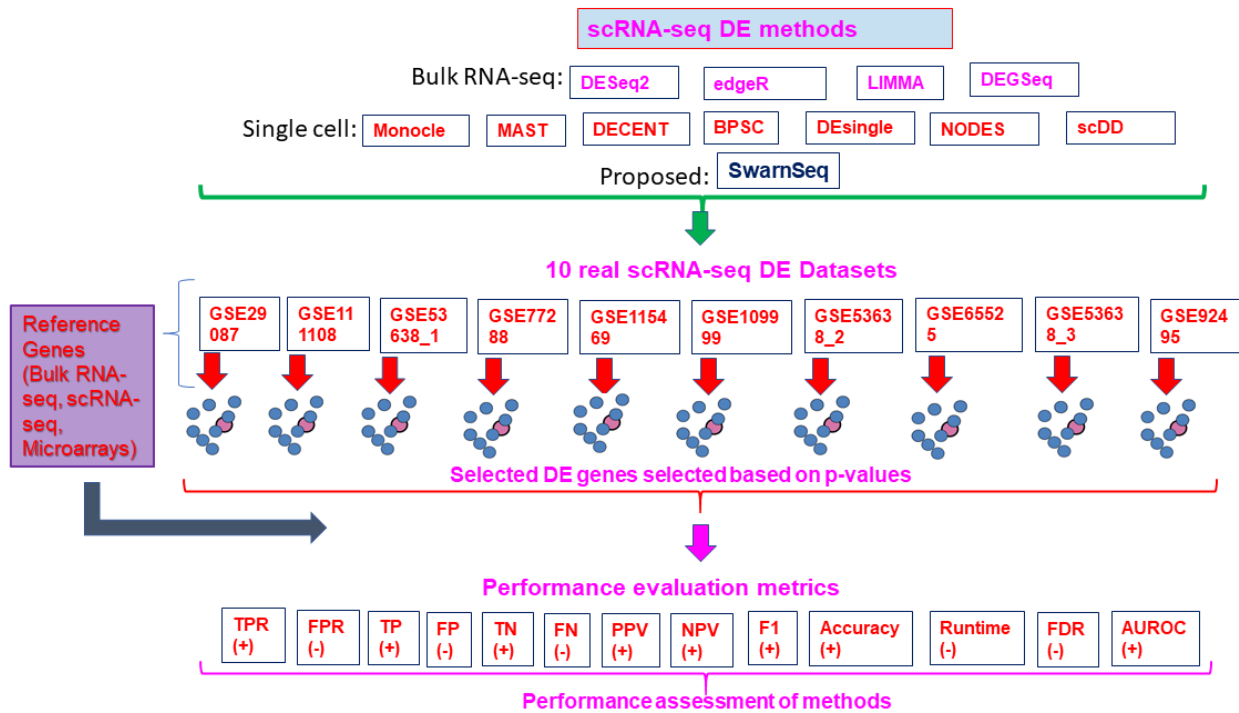 scRNA-seq DE methods
Bulk RNA-seq: DESeq2 edgeR LIMMA DEGSeq
Single cell: Monocle MAST DECENT BPSC DEsingle NODES scDD
Proposed: SwarnSeq
10 real scRNA-seq DE Datasets
Reference
Genes
(Bulk RNA-
seq, scRNA-
seq,
Microarrays)
GSE29
087
GSE11
1108
GSE53
638_1
GSE772
88
GSE1154
69
GSE1099
99
GSE5363
8_2
GSE6552
5
GSE5363
8_3
GSE924
95
Selected DE genes selected based on p-values
Performance evaluation metrics
TPR
(+)
FPR
(-)
TP
(+)
FP
(-)
TN
(+)
FN
(-)
PPV
(+)
NPV
(+)
F1
(+)
Accuracy
(+)
Runtime
(-)
FDR
(-)
AUROC
(+)
Performance assessment of methods